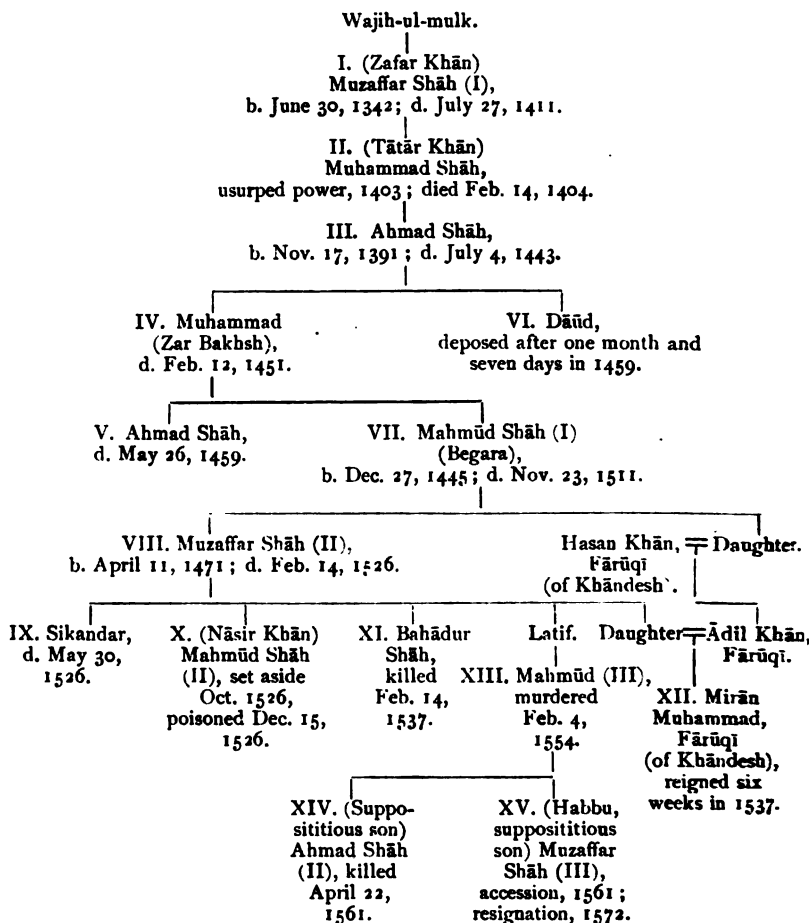 Wajih-ul-mulk.
I. (Zafar Khān)
Muzaffar Shāh (I),
b. June 30, 1342; d. July 27, 1411.
II. (Tātār Khān)
Muhammad Shāh,
usurped power, 1403; died Feb. 14, 1404.
III. Ahmad Shāh,
b. Nov. 17, 1391; d. July 4, 1443.
IV. Muhammad
(Zar Bakhsh),
d. Feb. 12, 1451.
VI. Dāūd,
deposed after one month and
seven days in 1459.
V. Ahmad Shāh,
d. May 26, 1459.
VII. Mahmūd Shāh (I)
(Begara),
b. Dec. 27, 1445; d. Nov. 23, 1511.
VIII. Muzaffar Shāh (II),
b. April 11, 1471; d. Feb. 14, 1526.
Hasan Khān, = Daughter.
Fārūqi
(of Khāndesh).
IX. Sikandar,
d. May 30,
1526.
X. (Nāsir Khān)
Mahmūd Shāh
(II), set aside
Oct. 1526,
poisoned Dec. 15,
1526.
XI. Bahādur
Shāh,
killed
Feb. 14,
1537.
Latif.
XIII. Mahmūd (III),
murdered
Feb. 4,
1554.
Daughter = Ādil Khān,
Fārūqī.
XII. Mirān
Muhammad,
Fārūqī
(of Khāndesh),
reigned six
weeks in 1537.
XIV. (Suppo-
sititious son)
Ahmad Shāh
(II), killed
April 22,
1561.
XV. (Habbu,
supposititious
son) Muzaffar
Shāh (III),
accession, 1561;
resignation, 1572.